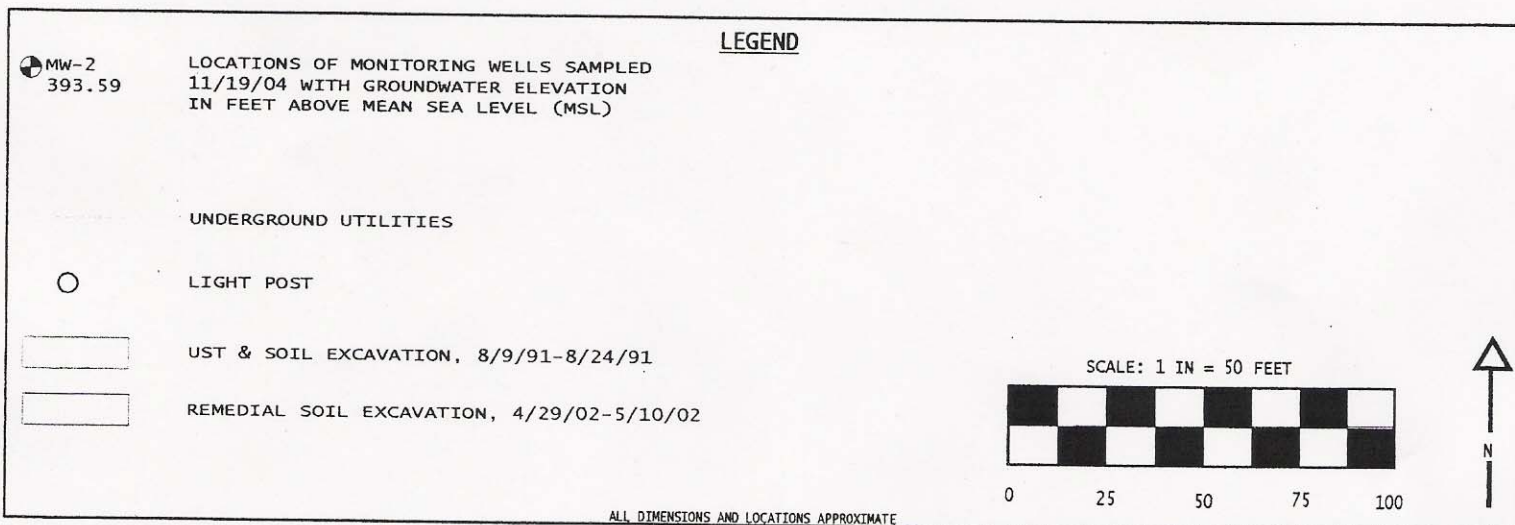 LEGEND
MW-2
393.59
LOCATIONS OF MONITORING WELLS SAMPLED
11/19/04 WITH GROUNDWATER ELEVATION
IN FEET ABOVE MEAN SEA LEVEL (MSL)
UNDERGROUND UTILITIES
LIGHT POST
UST & SOIL EXCAVATION, 8/9/91-8/24/91
REMEDIAL SOIL EXCAVATION, 4/29/02-5/10/02
SCALE: 1 IN = 50 FEET
0 25 50 75 100
N
ALL DIMENSIONS AND LOCATIONS APPROXIMATE